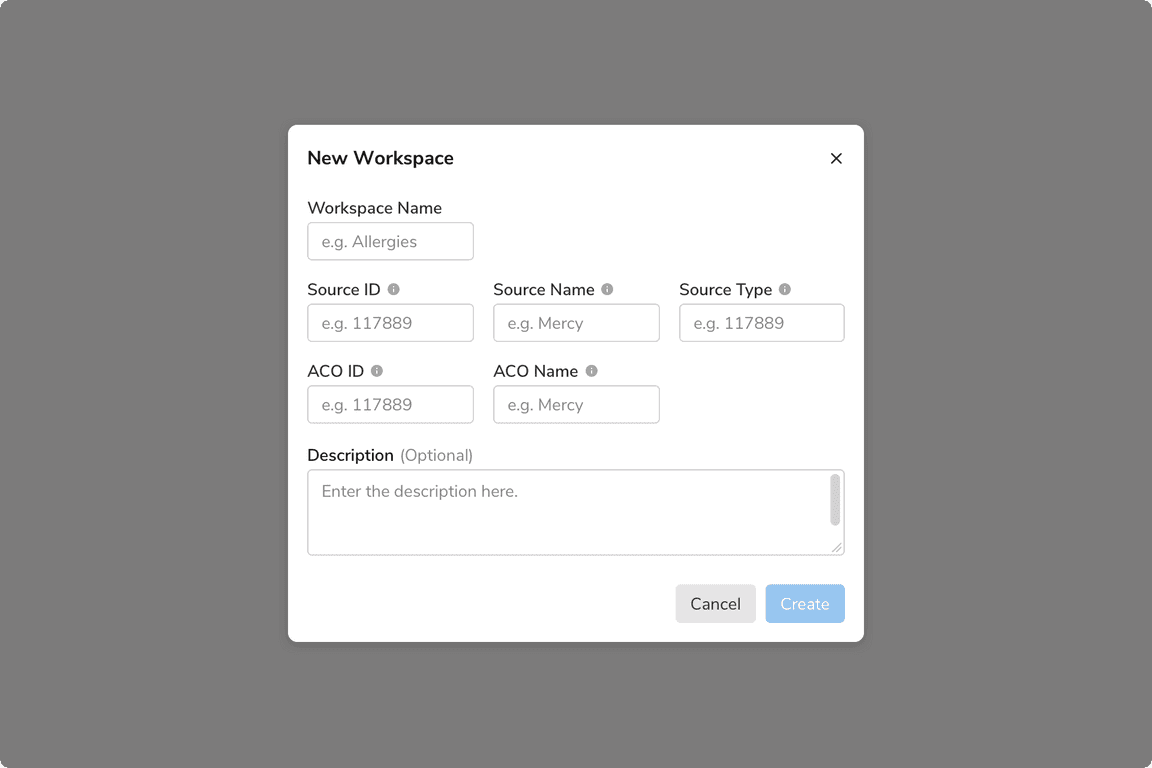 New Workspace
Workspace Name
e.g. Allergies
Source ID Source Name Source Type
e.g. 117889 e.g. Mercy e.g. 117889
ACO ID ACO Name
e.g. 117889 e.g. Mercy
Description (Optional)
Enter the description here.
Cancel Create